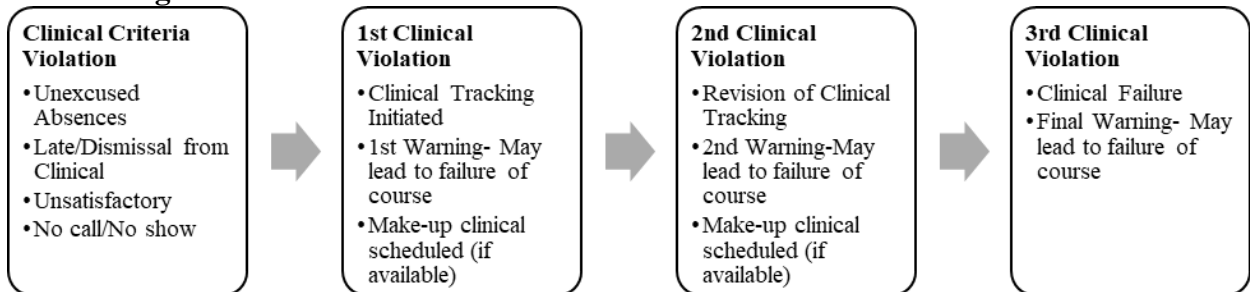 Clinical Criteria
Violation
•Unexcused
Absences
•Late/Dismissal from
Clinical
•Unsatisfactory
•No call/No show
1st Clinical
Violation
•Clinical Tracking
Initiated
•1st Warning- May
lead to failure of
course
•Make-up clinical
scheduled (if
available)
2nd Clinical
Violation
•Revision of Clinical
Tracking
•2nd Warning-May
lead to failure of
course
•Make-up clinical
scheduled (if
available)
3rd Clinical
Violation
•Clinical Failure
•Final Warning- May
lead to failure of
course